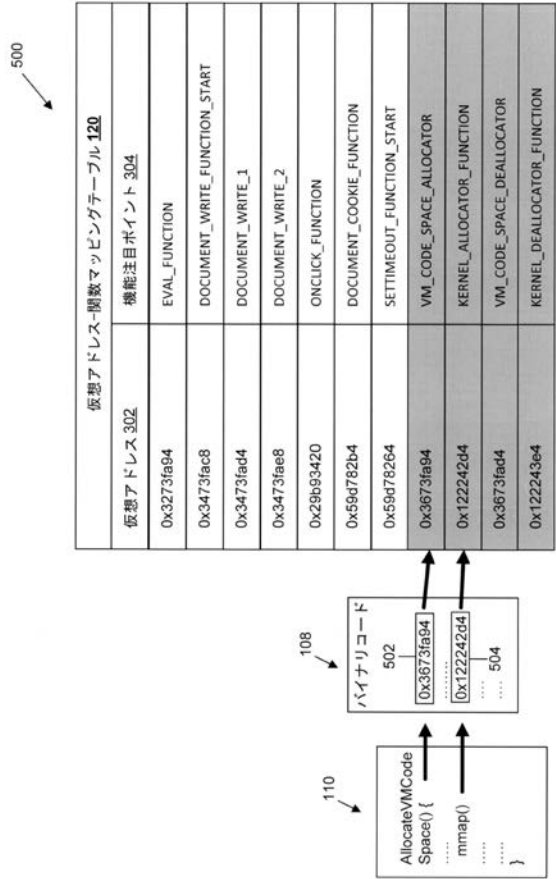 500
仮想アドレス-関数マッピングテーブル 120
仮想アドレス 302 機能注目ポイント 304
0x3273fa94 EVAL_FUNCTION
0x3473fac8 DOCUMENT_WRITE_FUNCTION_START
0x3473fad4 DOCUMENT_WRITE_1
0x3473fae8 DOCUMENT_WRITE_2
0x29b93420 ONCLICK_FUNCTION
0x59d782b4 DOCUMENT_COOKIE_FUNCTION
0x59d78264 SETTIMEOUT_FUNCTION_START
0x3673fa94 VM_CODE_SPACE_ALLOCATOR
0x122242d4 KERNEL_ALLOCATOR_FUNCTION
0x3673fad4 VM_CODE_SPACE_DEALLOCATOR
0x122243e4 KERNEL_DEALLOCATOR_FUNCTION
108
バイナリコード
502
0x3673fa94
........
0x122242d4
..... 504
.....
110
AllocateVMCode
Space() {
.....
mmap()
.....
.....
}